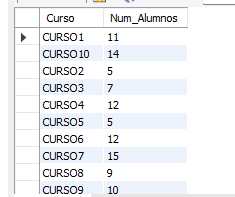 Curso Num_Alumnos
CURSO1 11
CURSO10 14
CURSO2 5
CURSO3 7
CURSO4 12
CURSO5 5
CURSO6 12
CURSO7 15
CURSO8 9
CURSO9 10